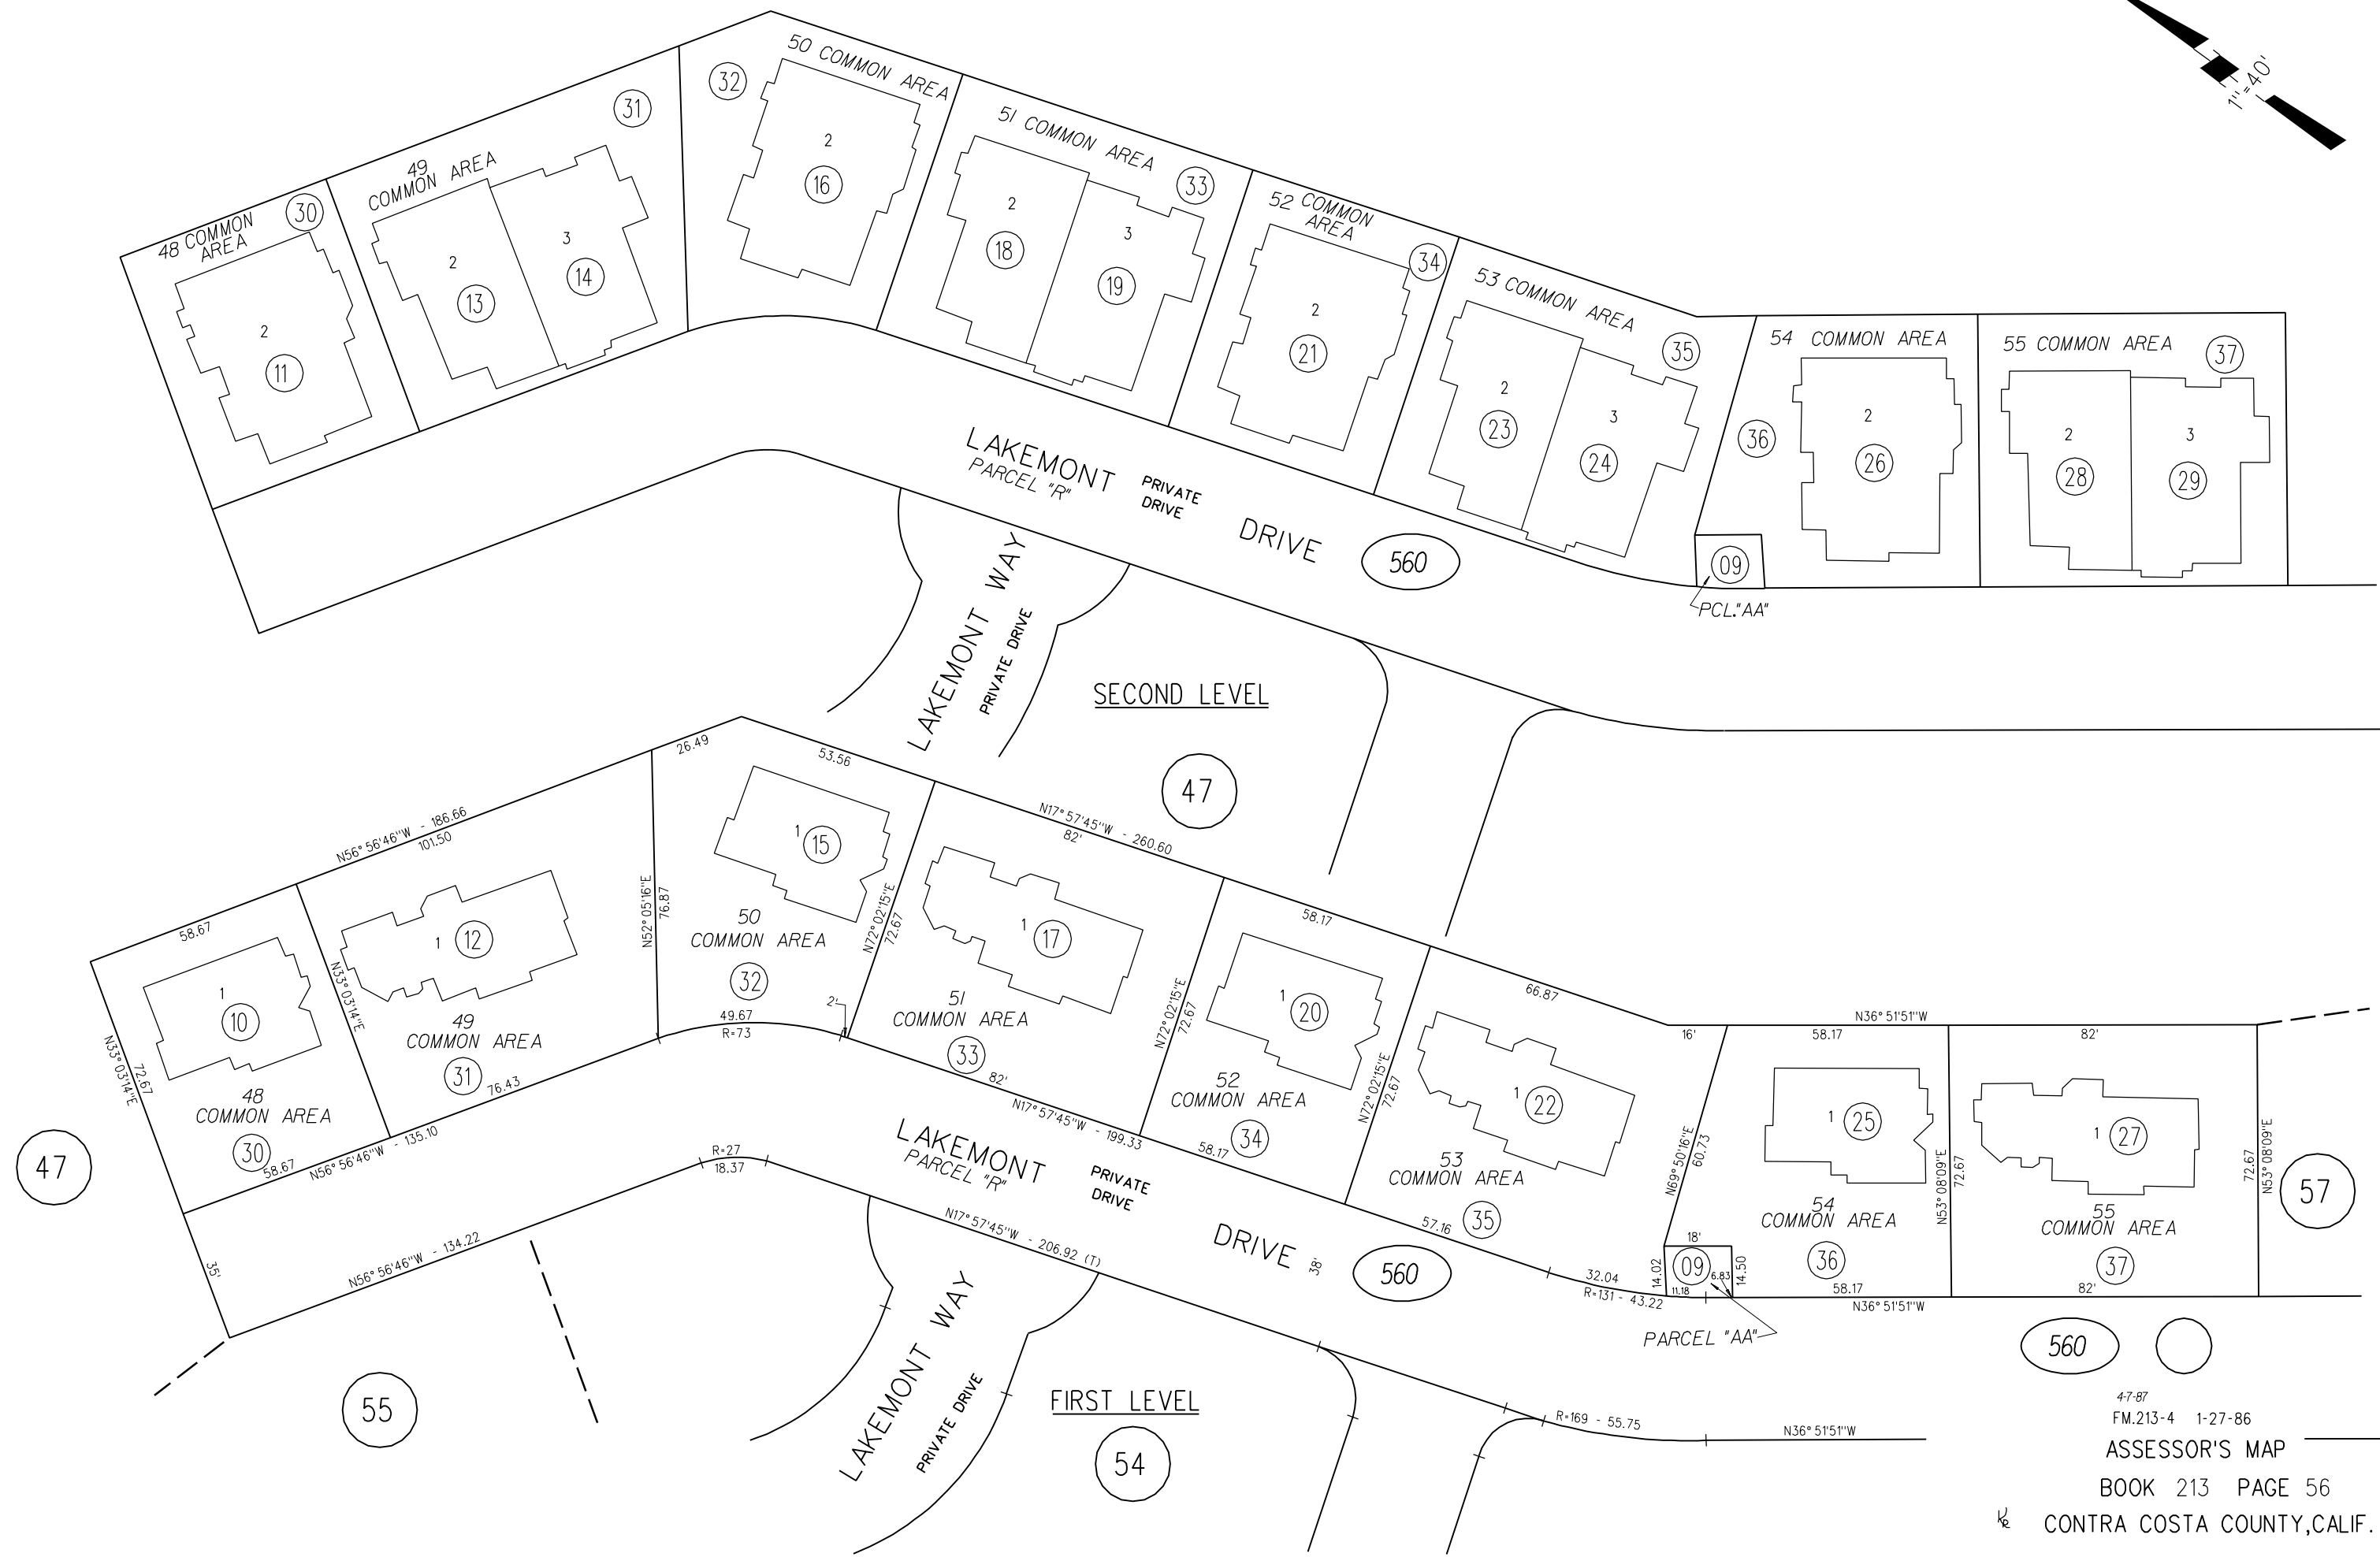 1"=40'
50 COMMON AREA
32
2
16
31
49
COMMON AREA
2
13
3
14
30
48 COMMON
AREA
2
11
51 COMMON AREA
33
2
18
3
19
52 COMMON
AREA
34
2
21
53 COMMON AREA
35
2
23
3
24
54 COMMON AREA
36
2
26
55 COMMON AREA
37
2
28
3
29
09
PCL."AA"
LAKEMONT
PARCEL "R"
PRIVATE
DRIVE
DRIVE
560
LAKEMONT WAY
PRIVATE DRIVE
SECOND LEVEL
47
26.49
53.56
N56°56'46"W - 186.66
101.50
58.67
N17°57'45"W - 260.60
82'
58.17
66.87
1
15
50
COMMON AREA
32
N52°05'16"E
76.87
N72°02'15"E
72.67
49.67
R=73
2'
1
12
49
COMMON AREA
31
76.43
N33°03'14"E
1
10
48
COMMON AREA
30
58.67
N33°03'14"E
72.67
N56°56'46"W - 135.10
47
35'
1
17
51
COMMON AREA
33
82'
N17°57'45"W - 199.33
N72°02'15"E
72.67
1
20
52
COMMON AREA
34
58.17
N72°02'15"E
72.67
1
22
53
COMMON AREA
35
57.16
N36°51'51"W
16'
58.17
82'
N69°50'16"E
60.73
1
25
54
COMMON AREA
36
58.17
N53°08'09"E
72.67
1
27
55
COMMON AREA
37
82'
72.67
N53°08'09"E
57
18'
09
14.02
14.50
6.83
11.18
32.04
R=131 - 43.22
N36°51'51"W
PARCEL "AA"
R=27
18.37
N56°56'46"W - 134.22
LAKEMONT
PARCEL "R"
PRIVATE
DRIVE
DRIVE
38'
560
N17°57'45"W - 206.92 (T)
LAKEMONT WAY
PRIVATE DRIVE
FIRST LEVEL
54
55
R=169 - 55.75
N36°51'51"W
560
4-7-87
FM.213-4 1-27-86
ASSESSOR'S MAP
BOOK 213 PAGE 56
CONTRA COSTA COUNTY,CALIF.